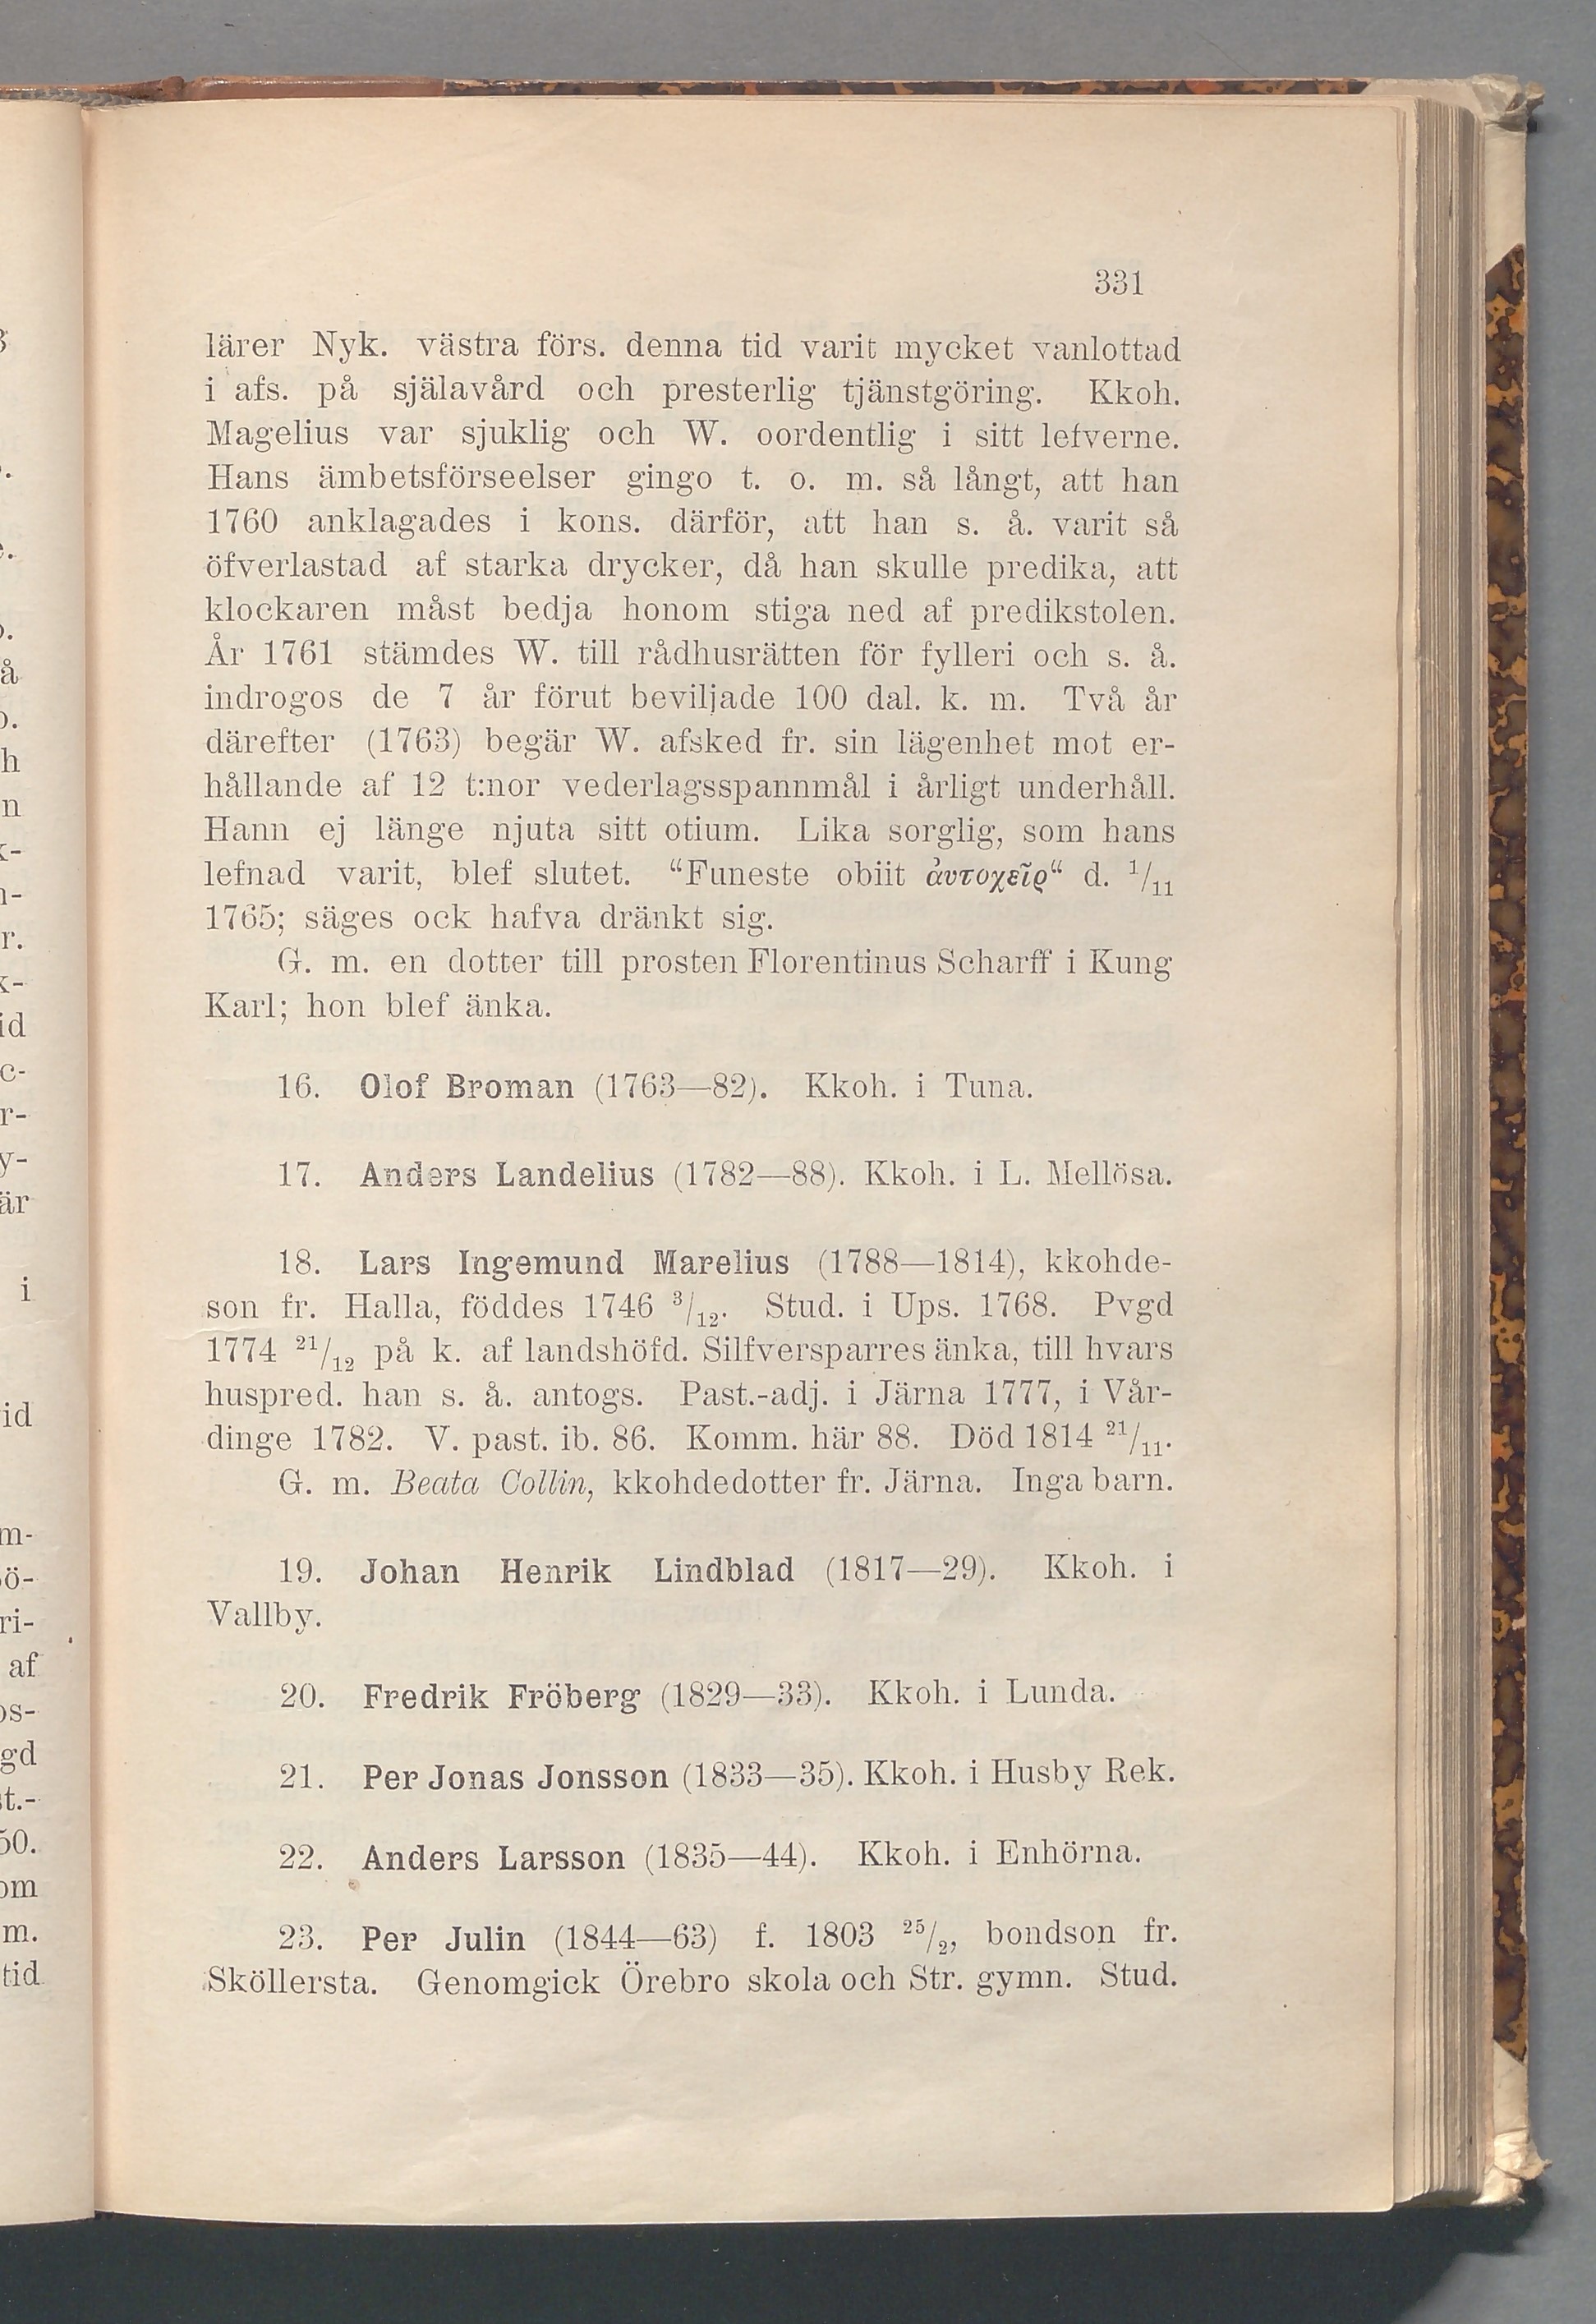 331
lärer Nyk. västra förs. denna tid varit mycket vanlottad
i afs. på själavård och presterlig tjänstgöring. Kkoh.
Magelius var sjuklig och W. oordentlig i sitt lefverne.
Hans ämbetsförseelser gingo t. o. m. så långt, att han
1760 anklagades i kons. därför, att han s. å. varit så
öfverlastad af starka drycker, då han skulle predika, att
klockaren måst bedja honom stiga ned af predikstolen.
År 1761 stämdes W. till rådhusrätten för fylleri och s. å.
indrogos de 7 år förut beviljade 100 dal. k. m. Två år
därefter (1763) begär W. afsked fr. sin lägenhet mot er-
hållande af 12 t:nor vederlagsspannmål i årligt underhåll.
Hann ej länge njuta sitt otium. Lika sorglig, som hans
lefnad varit, blef slutet. “Funeste obiit ἀυτοχεῖρ“ d. 1/11
1765; säges ock hafva dränkt sig.
G. m. en dotter till prosten Florentinus Scharff i Kung
Karl; hon blef änka.
16. Olof Broman (1763—82). Kkoh. i Tuna.
17. Anders Landelius (1782—88). Kkoh. i L. Mellösa.
18. Lars Ingemund Marelius (1788—1814), kkohde-
son fr. Halla, föddes 1746 3/12. Stud. i Ups. 1768. Pvgd
1774 21/12 på k. af landshöfd. Silfversparres änka, till hvars
huspred. han s. å. antogs. Past.-adj. i Järna 1777, i Vår-
dinge 1782. V. past. ib. 86. Komm. här 88. Död 1814 21/11.
G. m. Beata Collin, kkohdedotter fr. Järna. Inga barn.
19. Johan Henrik Lindblad (1817—29). Kkoh. i
Vallby.
20. Fredrik Fröberg (1829—33). Kkoh. i Lunda.
21. Per Jonas Jonsson (1833—35). Kkoh. i Husby Rek.
22. Anders Larsson (1835—44). Kkoh. i Enhörna.
23. Per Julin (1844—63) f. 1803 25/2, bondson fr.
Sköllersta. Genomgick Örebro skola och Str. gymn. Stud.